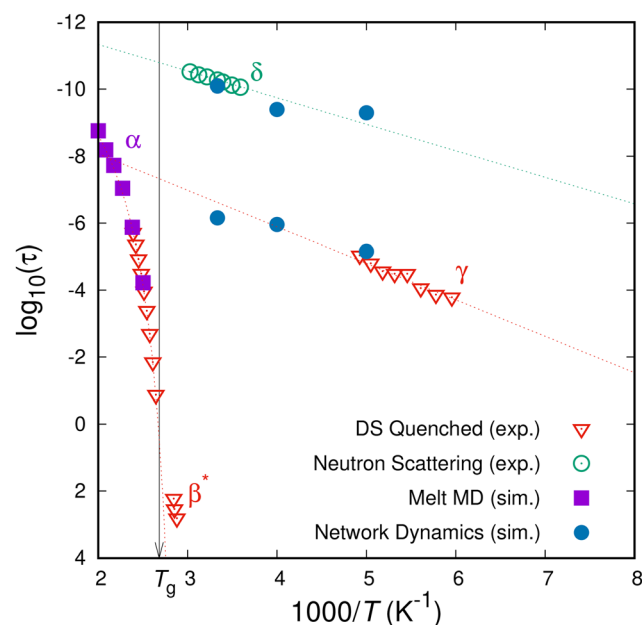 -12
-10
-8
-6
-4
-2
0
2
4
log10(τ)
α
δ
γ
β*
DS Quenched (exp.)
Neutron Scattering (exp.)
Melt MD (sim.)
Network Dynamics (sim.)
2 Tg 3 4 5 6 7 8
1000/T (K-1)